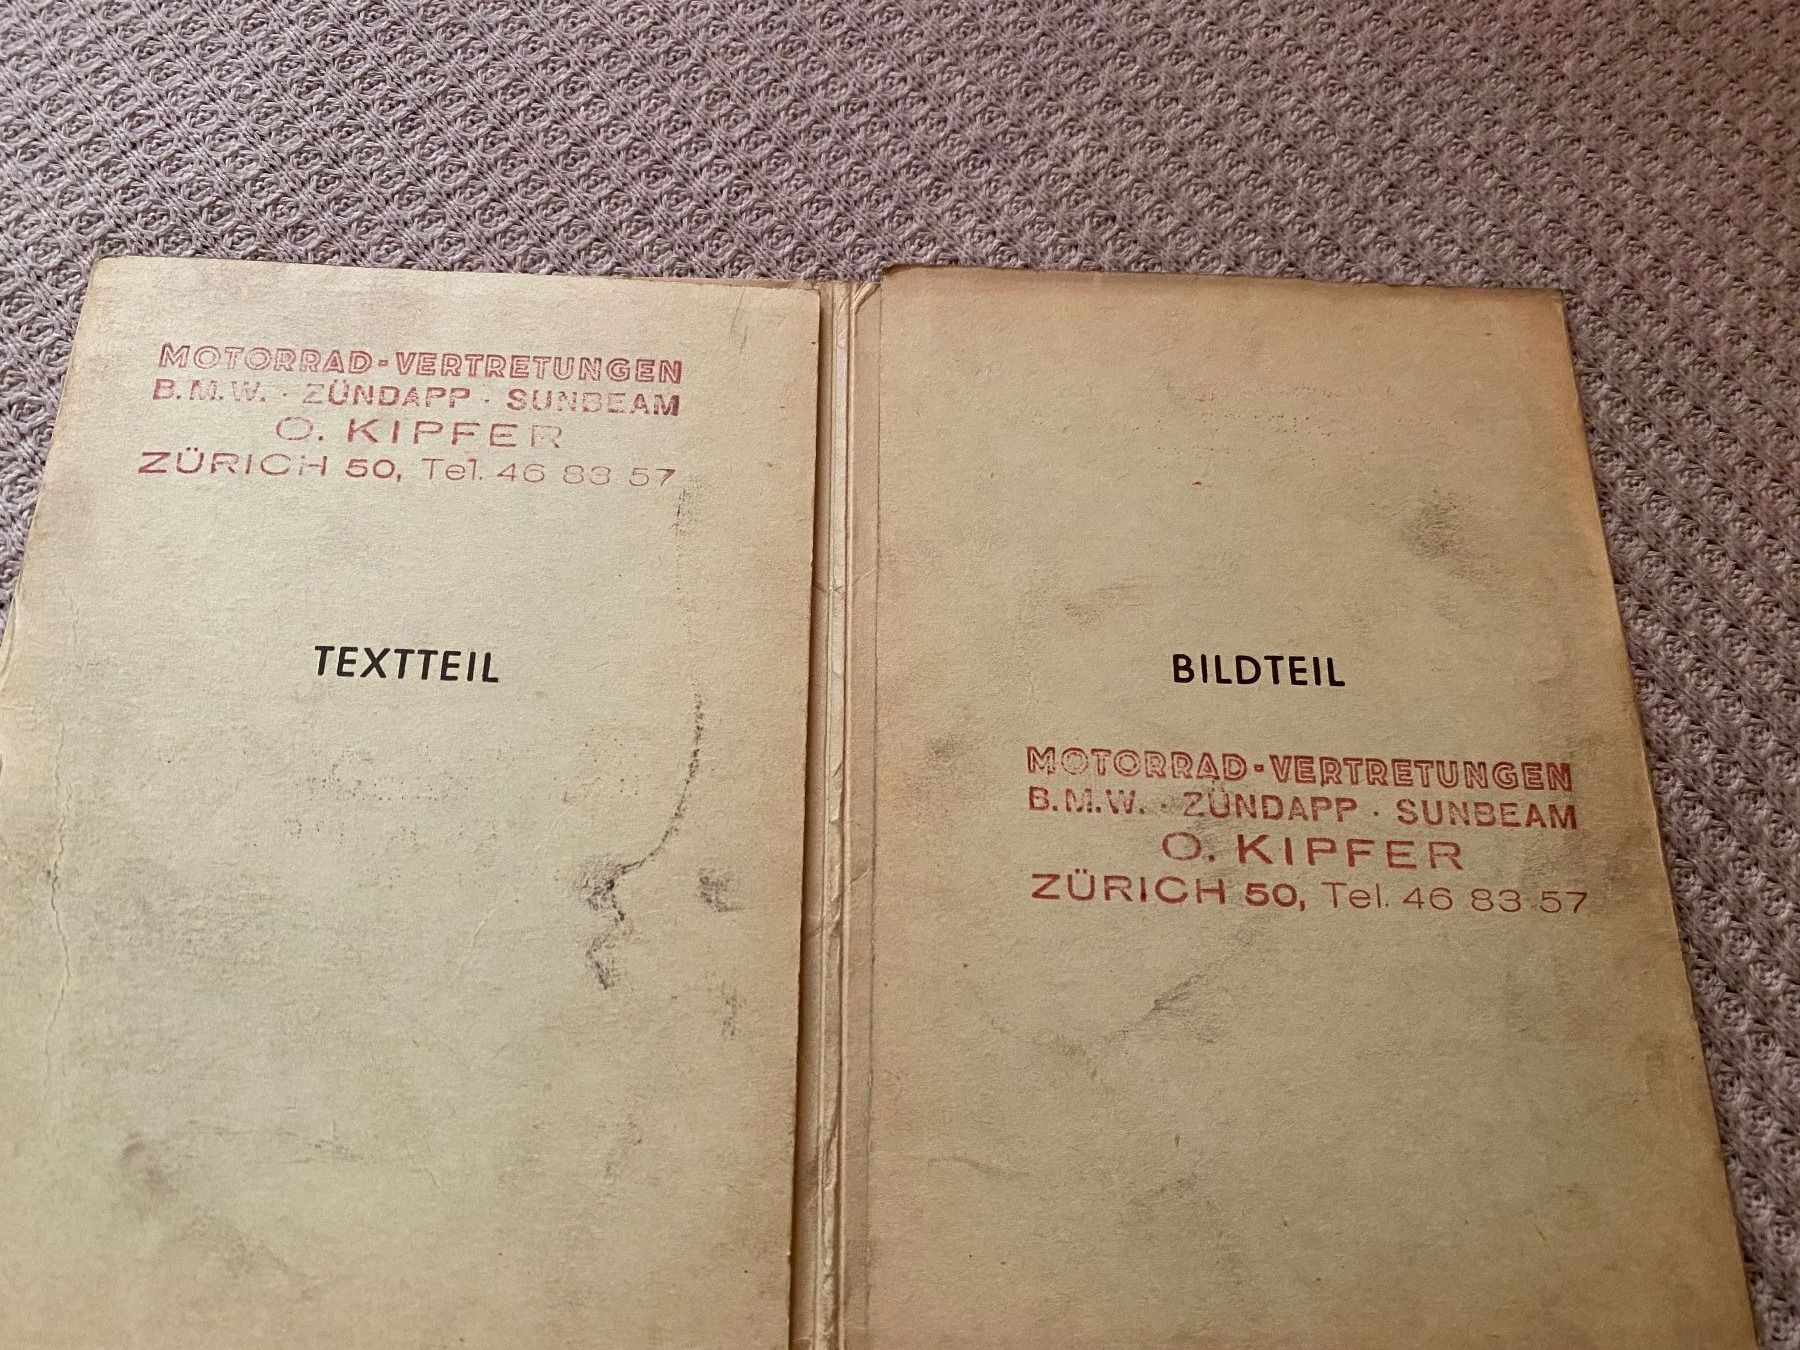 MOTORRAD-VERTRETUNGEN
B.M.W. · ZÜNDAPP · SUNBEAM
O. KIPFER
ZÜRICH 50, Tel. 46 83 57
TEXTTEIL
BILDTEIL
MOTORRAD-VERTRETUNGEN
B.M.W. · ZÜNDAPP · SUNBEAM
O. KIPFER
ZÜRICH 50, Tel. 46 83 57